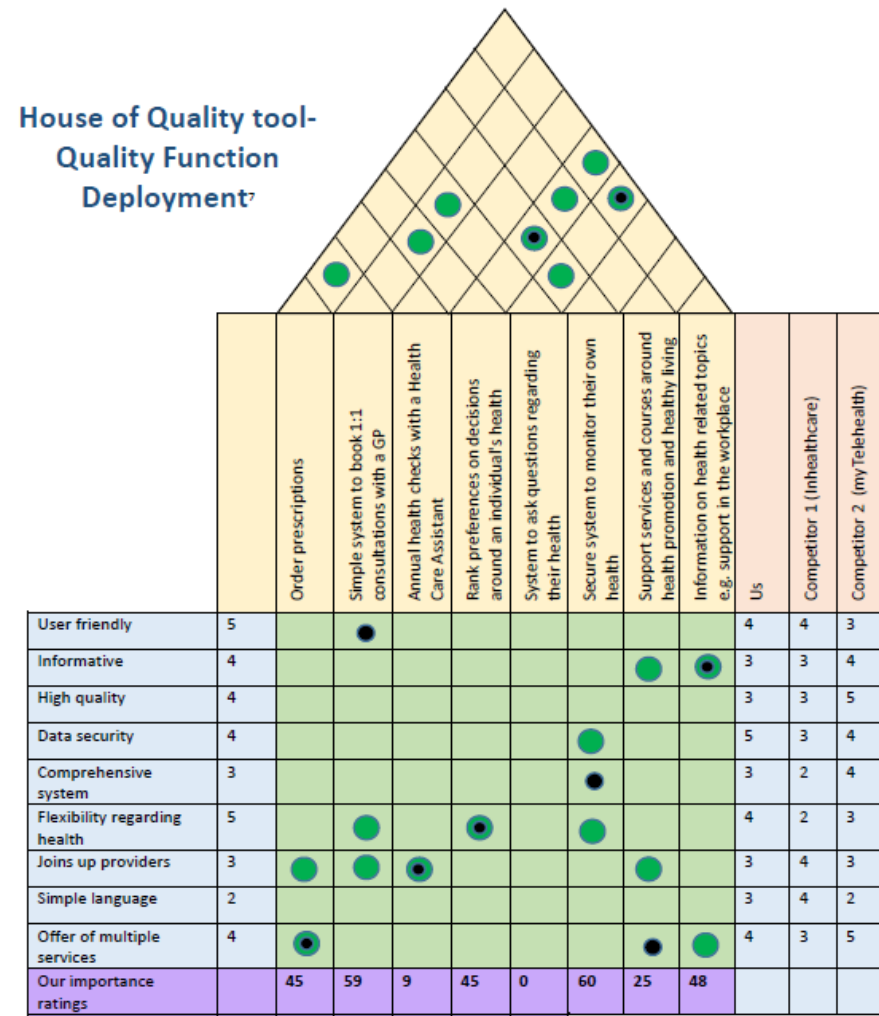 House of Quality tool-
Quality Function
Deployment⁷
Order prescriptions
Simple system to book 1:1
consultations with a GP
Annual health checks with a Health
Care Assistant
Rank preferences on decisions
around an individual's health
System to ask questions regarding
their health
Secure system to monitor their own
health
Support services and courses around
health promotion and healthy living
Information on health related topics
e.g. support in the workplace
Us
Competitor 1 (Inhealthcare)
Competitor 2 (myTelehealth)
User friendly 5 4 4 3
Informative 4 3 3 4
High quality 4 3 3 5
Data security 4 5 3 4
Comprehensive
system 3 3 2 4
Flexibility regarding
health 5 4 2 3
Joins up providers 3 3 4 3
Simple language 2 3 4 2
Offer of multiple
services 4 4 3 5
Our importance
ratings 45 59 9 45 0 60 25 48